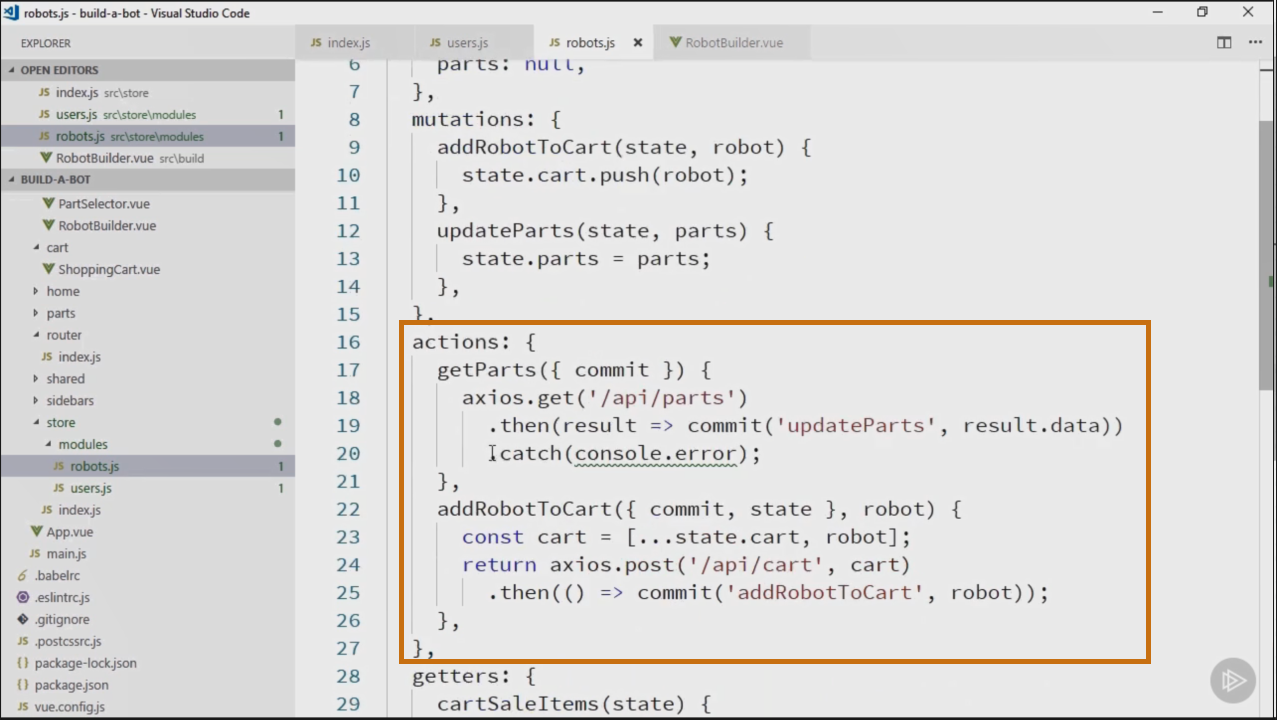 robots.js - build-a-bot - Visual Studio Code
EXPLORER
OPEN EDITORS
JS index.js src\store
JS users.js src\store\modules 1
JS robots.js src\store\modules 1
RobotBuilder.vue src\build
BUILD-A-BOT
PartSelector.vue
RobotBuilder.vue
cart
ShoppingCart.vue
home
parts
router
JS index.js
shared
sidebars
store
modules
JS robots.js 1
JS users.js 1
JS index.js
App.vue
JS main.js
.babelrc
.eslintrc.js
.gitignore
JS .postcssrc.js
{} package-lock.json
{} package.json
JS vue.config.js
JS index.js
JS users.js
JS robots.js
RobotBuilder.vue
6 parts: null,
7 },
8 mutations: {
9 addRobotToCart(state, robot) {
10 state.cart.push(robot);
11 },
12 updateParts(state, parts) {
13 state.parts = parts;
14 },
15 },
16 actions: {
17 getParts({ commit }) {
18 axios.get('/api/parts')
19 .then(result => commit('updateParts', result.data))
20 .catch(console.error);
21 },
22 addRobotToCart({ commit, state }, robot) {
23 const cart = [...state.cart, robot];
24 return axios.post('/api/cart', cart)
25 .then(() => commit('addRobotToCart', robot));
26 },
27 },
28 getters: {
29 cartSaleItems(state) {